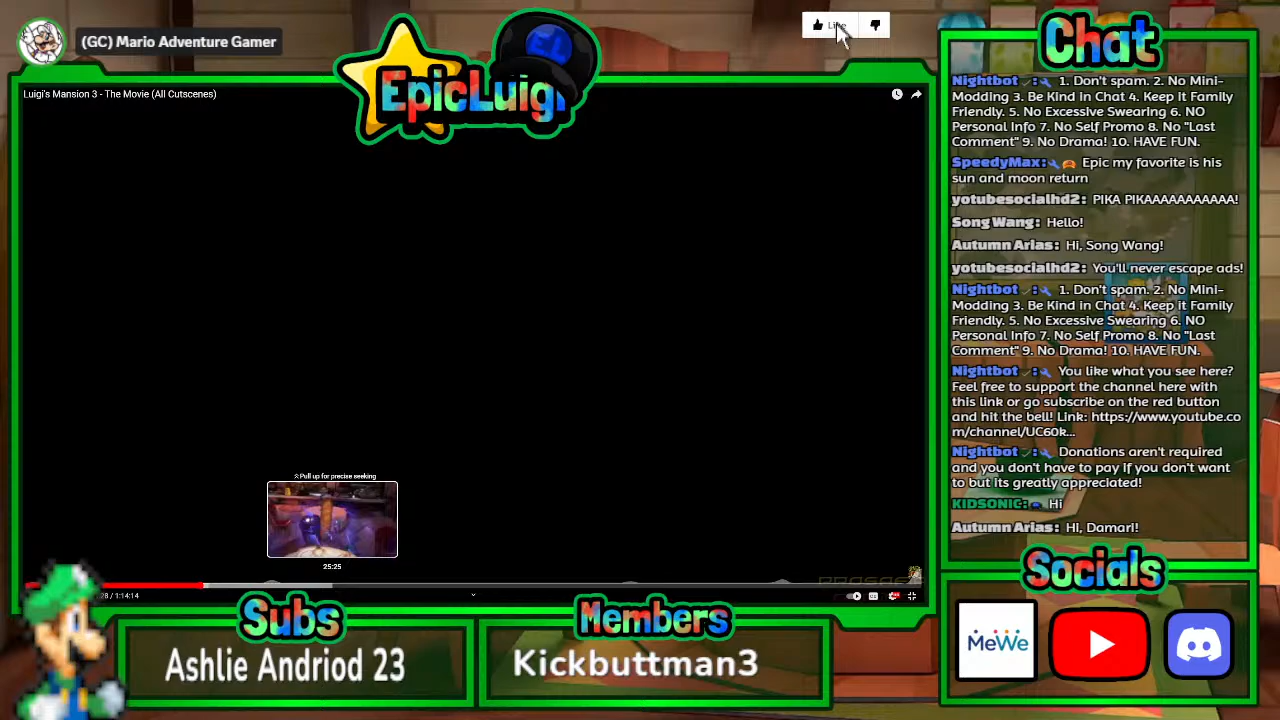 (GC) Mario Adventure Gamer
Like
Luigi's Mansion 3 - The Movie (All Cutscenes)
EL
EpicLuigi
Pull up for precise seeking
25:25
:28 / 1:14:14
Subs
Ashlie Andriod 23
Members
Kickbuttman3
Chat
Nightbot : 1. Don't spam. 2. No Mini-
Modding 3. Be Kind in Chat 4. Keep it Family
Friendly. 5. No Excessive Swearing 6. NO
Personal Info 7. No Self Promo 8. No "Last
Comment" 9. No Drama! 10. HAVE FUN.
SpeedyMax: Epic my favorite is his
sun and moon return
yotubesocialhd2: PIKA PIKAAAAAAAAAAA!
Song Wang: Hello!
Autumn Arias: Hi, Song Wang!
yotubesocialhd2: You'll never escape ads!
Nightbot : 1. Don't spam. 2. No Mini-
Modding 3. Be Kind in Chat 4. Keep it Family
Friendly. 5. No Excessive Swearing 6. NO
Personal Info 7. No Self Promo 8. No "Last
Comment" 9. No Drama! 10. HAVE FUN.
Nightbot : You like what you see here?
Feel free to support the channel here with
this link or go subscribe on the red button
and hit the bell! Link: https://www.youtube.co
m/channel/UC60k...
Nightbot : Donations aren't required
and you don't have to pay if you don't want
to but its greatly appreciated!
KIDSONIC: Hi
Autumn Arias: Hi, Damari!
Socials
MeWe